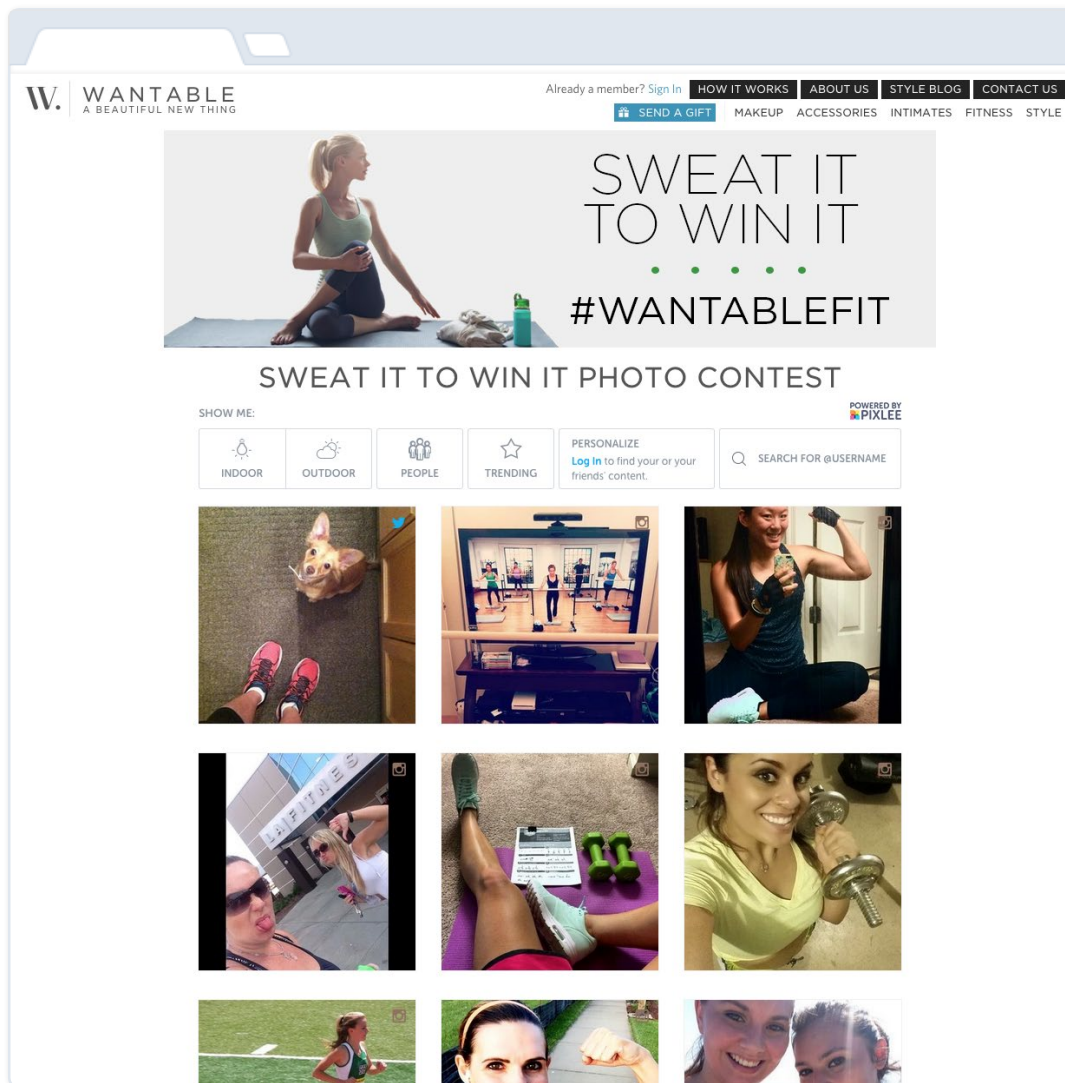 W. WANTABLE
A BEAUTIFUL NEW THING
Already a member? Sign In HOW IT WORKS ABOUT US STYLE BLOG CONTACT US
SEND A GIFT MAKEUP ACCESSORIES INTIMATES FITNESS STYLE
SWEAT IT
TO WIN IT
#WANTABLEFIT
SWEAT IT TO WIN IT PHOTO CONTEST
SHOW ME:
POWERED BY
PIXLEE
INDOOR
OUTDOOR
PEOPLE
TRENDING
PERSONALIZE
Log In to find your or your
friends' content.
SEARCH FOR @USERNAME
LA FITNESS